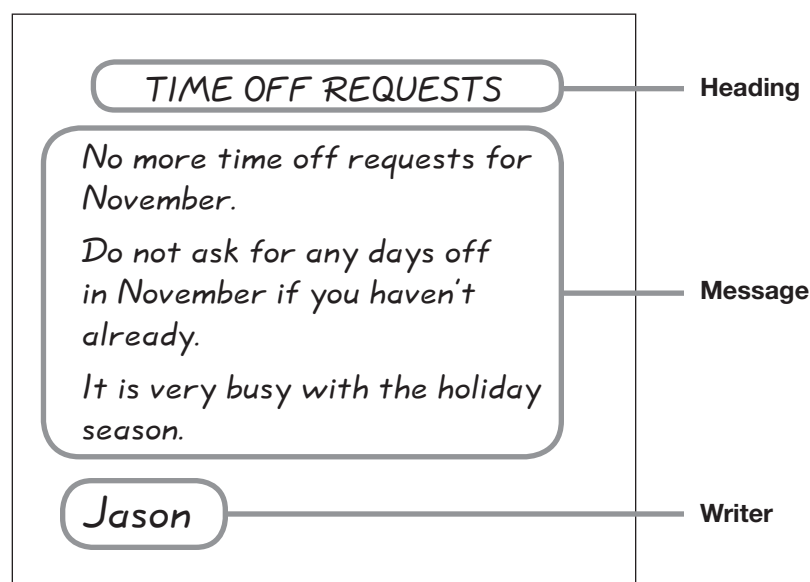 TIME OFF REQUESTS
Heading
No more time off requests for
November.
Do not ask for any days off
in November if you haven't
already.
Message
It is very busy with the holiday
season.
Jason
Writer